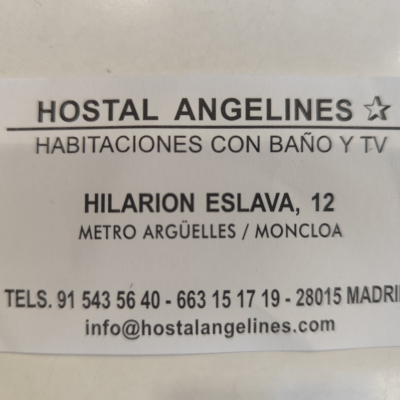 HOSTAL ANGELINES ☆
HABITACIONES CON BAÑO Y TV
HILARION ESLAVA, 12
METRO ARGÜELLES / MONCLOA
TELS. 91 543 56 40 - 663 15 17 19 - 28015 MADRI
info@hostalangelines.com